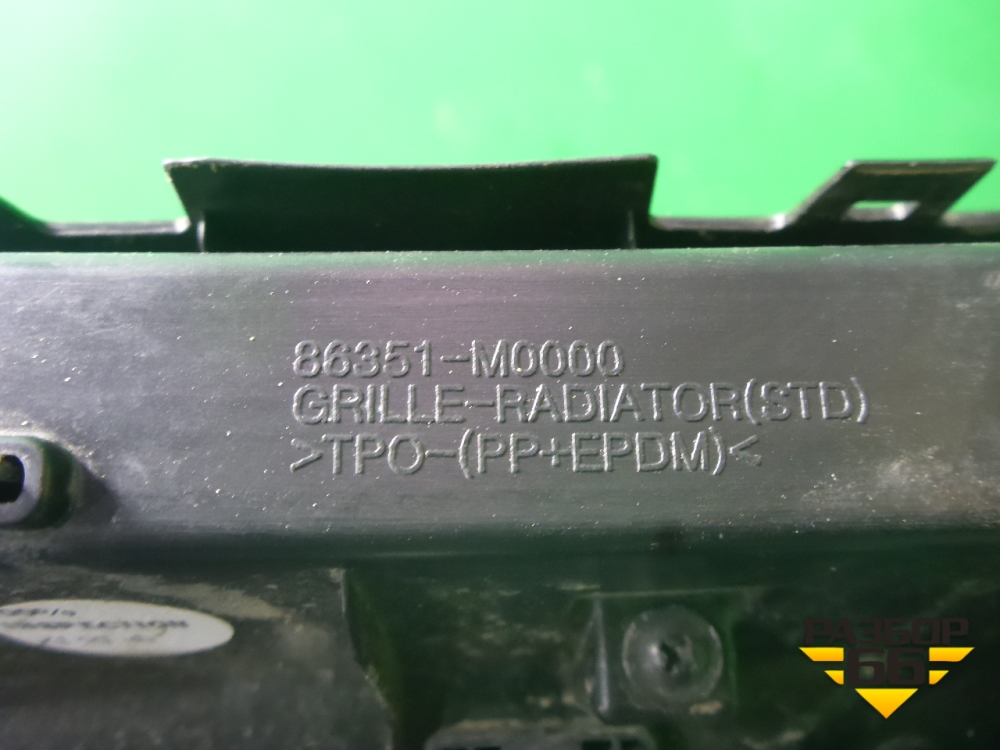 86351-M0000
GRILLE-RADIATOR(STD)
>TPO-(PP+EPDM)<
РАЗБОР
66